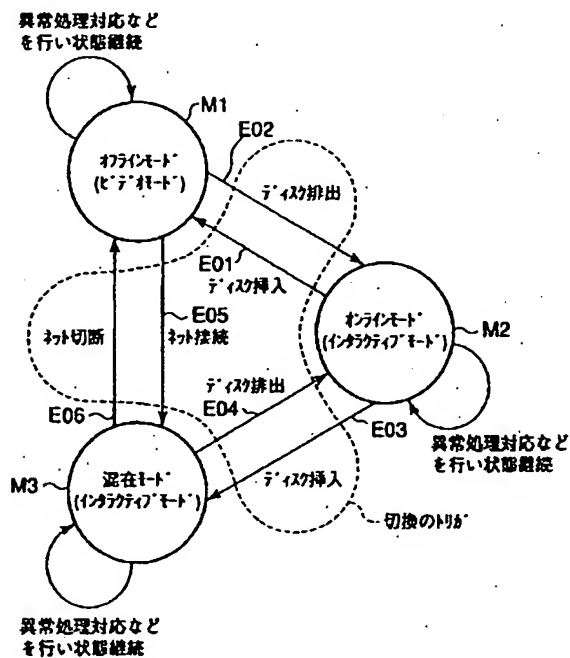 異常処理対応など
を行い状態継続
M1
E02
オフラインモード
(ビデオモード)
ディスク排出
E01
ディスク挿入
E05
ネット接続
ネット切断
オンラインモード
(インタラクティブモード)
M2
ディスク排出
E04
E06
E03
異常処理対応など
を行い状態継続
M3
混在モード
(インタラクティブモード)
ディスク挿入
切換のトリガ
異常処理対応など
を行い状態継続